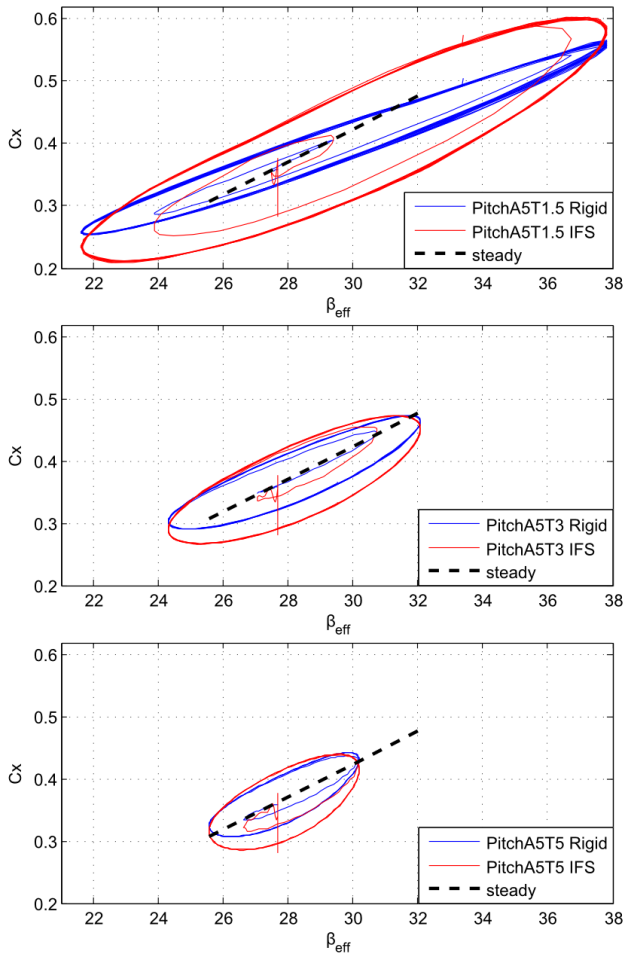 0.6
0.5
Cx
0.4
0.3
0.2
PitchA5T1.5 Rigid
PitchA5T1.5 IFS
steady
22 24 26 28 30 32 34 36 38
βeff
0.6
0.5
Cx
0.4
0.3
0.2
PitchA5T3 Rigid
PitchA5T3 IFS
steady
22 24 26 28 30 32 34 36 38
βeff
0.6
0.5
Cx
0.4
0.3
0.2
PitchA5T5 Rigid
PitchA5T5 IFS
steady
22 24 26 28 30 32 34 36 38
βeff